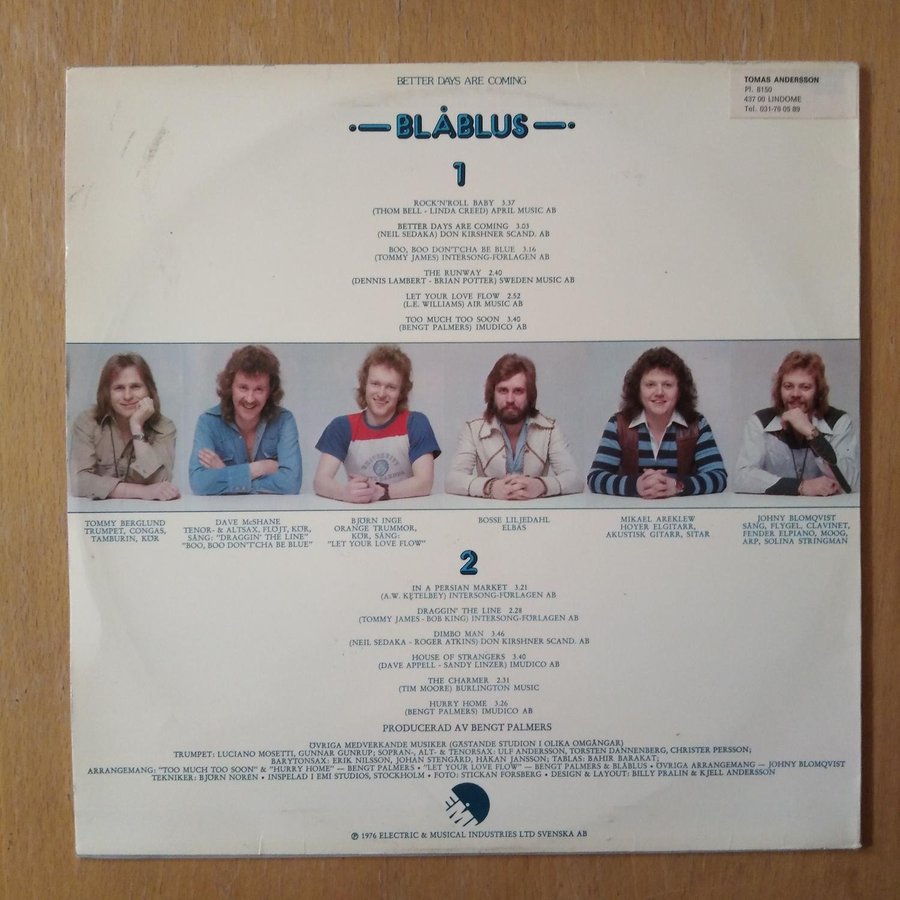 BETTER DAYS ARE COMING
TOMAS ANDERSSON
Pl. 8150
437 00 LINDOME
Tel. 031-76 05 89
BLÅBLUS
1
ROCK'N'ROLL BABY 3.37
(THOM BELL - LINDA CREED) APRIL MUSIC AB
BETTER DAYS ARE COMING 3.03
(NEIL SEDAKA) DON KIRSHNER SCAND. AB
BOO, BOO DON'T'CHA BE BLUE 3.16
(TOMMY JAMES) INTERSONG-FÖRLAGEN AB
THE RUNWAY 2.40
(DENNIS LAMBERT - BRIAN POTTER) SWEDEN MUSIC AB
LET YOUR LOVE FLOW 2.52
(L.E. WILLIAMS) AIR MUSIC AB
TOO MUCH TOO SOON 3.40
(BENGT PALMERS) IMUDICO AB
TOMMY BERGLUND
TRUMPET, CONGAS,
TAMBURIN, KÖR
DAVE McSHANE
TENOR- & ALTSAX, FLÖJT, KÖR,
SÅNG: "DRAGGIN' THE LINE"
"BOO, BOO DON'T'CHA BE BLUE"
BJÖRN INGE
ORANGE TRUMMOR,
KÖR, SÅNG:
"LET YOUR LOVE FLOW"
BOSSE LILJEDAHL
ELBAS
MIKAEL AREKLEW
HOYER ELGITARR,
AKUSTISK GITARR, SITAR
JOHNY BLOMQVIST
SÅNG, FLYGEL, CLAVINET,
FENDER ELPIANO, MOOG,
ARP, SOLINA STRINGMAN
2
IN A PERSIAN MARKET 3.21
(A.W. KETELBEY) INTERSONG-FÖRLAGEN AB
DRAGGIN' THE LINE 2.28
(TOMMY JAMES - BOB KING) INTERSONG-FÖRLAGEN AB
DIMBO MAN 3.46
(NEIL SEDAKA - ROGER ATKINS) DON KIRSHNER SCAND. AB
HOUSE OF STRANGERS 3.40
(DAVE APPELL - SANDY LINZER) IMUDICO AB
THE CHARMER 2.31
(TIM MOORE) BURLINGTON MUSIC
HURRY HOME 3.26
(BENGT PALMERS) IMUDICO AB
PRODUCERAD AV BENGT PALMERS
ÖVRIGA MEDVERKANDE MUSIKER (GÄSTANDE STUDION I OLIKA OMGÅNGAR)
TRUMPET: LUCIANO MOSETTI, GUNNAR GUNRUP; SOPRAN-, ALT- & TENORSAX: ULF ANDERSSON, TORSTEN DANNENBERG, CHRISTER PERSSON;
BARYTONSAX: ERIK NILSSON, JOHAN STENGÅRD, HÅKAN JANSSON; TABLAS: BAHIR BARAKAT;
ARRANGEMANG: "TOO MUCH TOO SOON" & "HURRY HOME" — BENGT PALMERS • "LET YOUR LOVE FLOW" — BENGT PALMERS & BLÅBLUS • ÖVRIGA ARRANGEMANG — JOHNY BLOMQVIST
TEKNIKER: BJÖRN NORÉN • INSPELAD I EMI STUDIOS, STOCKHOLM • FOTO: STICKAN FORSBERG • DESIGN & LAYOUT: BILLY PRALIN & KJELL ANDERSSON
EMI
℗ 1976 ELECTRIC & MUSICAL INDUSTRIES LTD SVENSKA AB